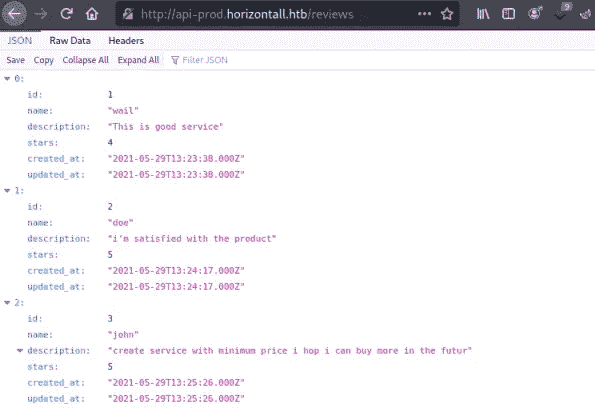 http://api-prod.horizontall.htb/reviews
9
JSON Raw Data Headers
Save Copy Collapse All Expand All Filter JSON
0:
id: 1
name: "wail"
description: "This is good service"
stars: 4
created_at: "2021-05-29T13:23:38.000Z"
updated_at: "2021-05-29T13:23:38.000Z"
1:
id: 2
name: "doe"
description: "i'm satisfied with the product"
stars: 5
created_at: "2021-05-29T13:24:17.000Z"
updated_at: "2021-05-29T13:24:17.000Z"
2:
id: 3
name: "john"
description: "create service with minimum price i hop i can buy more in the futur"
stars: 5
created_at: "2021-05-29T13:25:26.000Z"
updated_at: "2021-05-29T13:25:26.000Z"